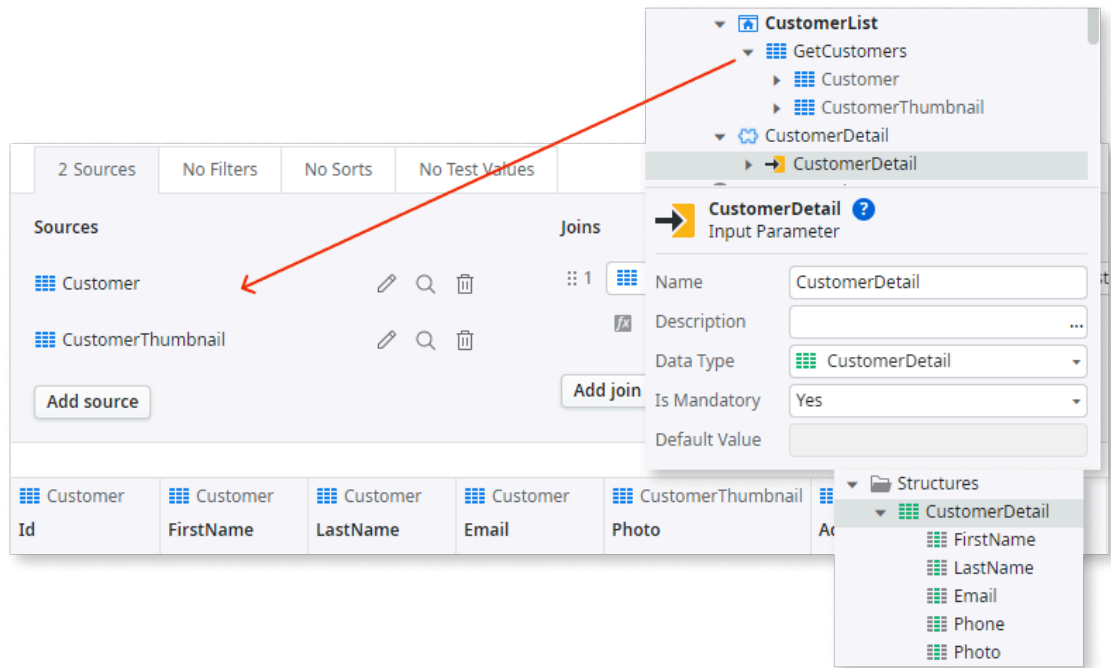 CustomerList
GetCustomers
Customer
CustomerThumbnail
CustomerDetail
CustomerDetail
2 Sources No Filters No Sorts No Test Values
Sources Joins
Customer 1
CustomerThumbnail fx
Add source Add join
CustomerDetail ?
Input Parameter
Name CustomerDetail
Description ...
Data Type CustomerDetail
Is Mandatory Yes
Default Value
Customer Customer Customer Customer CustomerThumbnail
Id FirstName LastName Email Photo
Structures
CustomerDetail
FirstName
LastName
Email
Phone
Photo